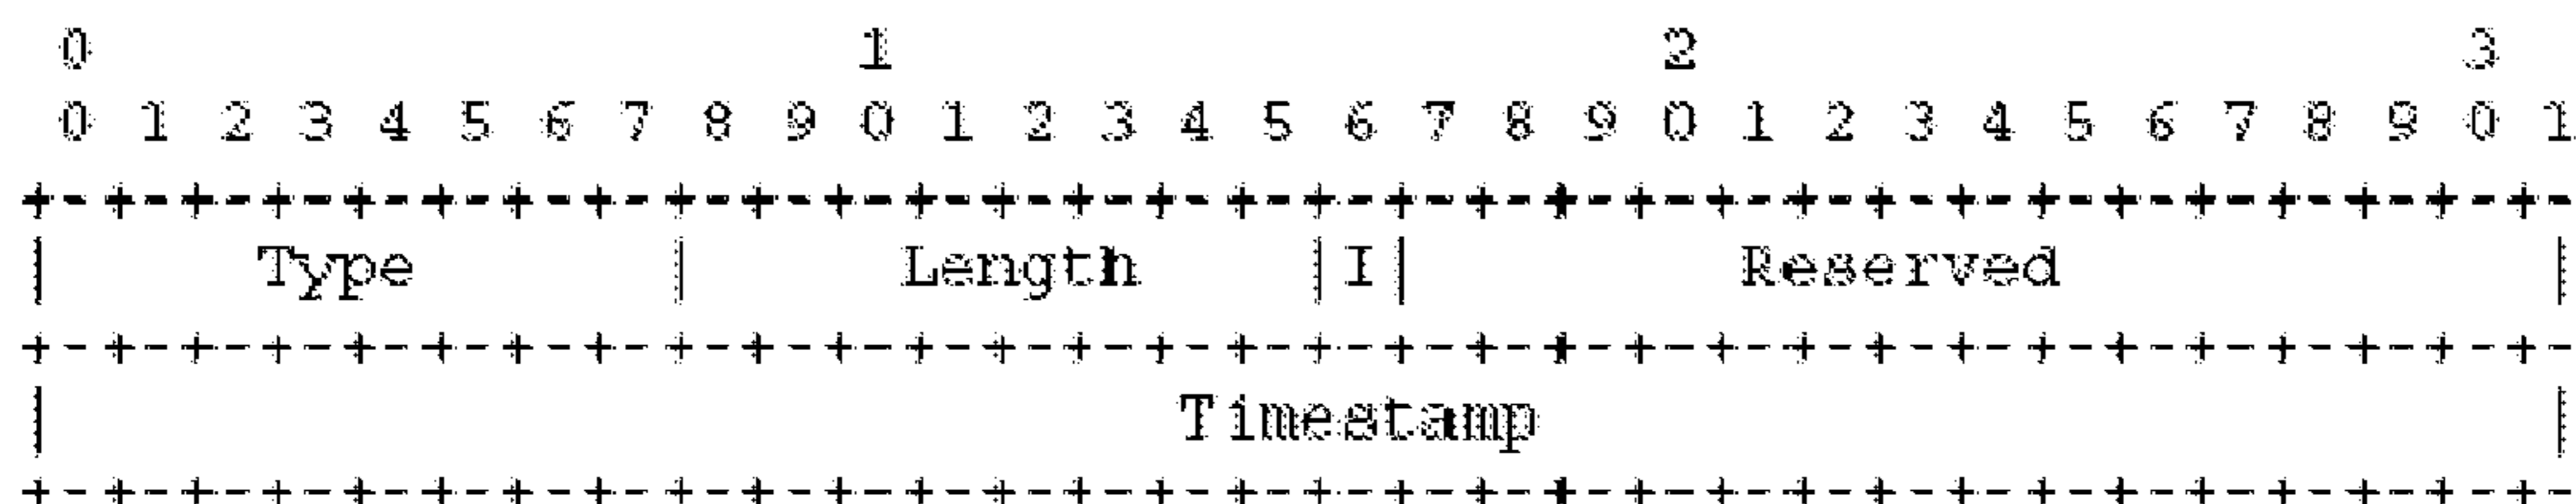 0                   1                   2                   3
 0 1 2 3 4 5 6 7 8 9 0 1 2 3 4 5 6 7 8 9 0 1 2 3 4 5 6 7 8 9 0 1
+-+-+-+-+-+-+-+-+-+-+-+-+-+-+-+-+-+-+-+-+-+-+-+-+-+-+-+-+-+-+-+-
|     Type      |     Length    |I|        Reserved             |
+-+-+-+-+-+-+-+-+-+-+-+-+-+-+-+-+-+-+-+-+-+-+-+-+-+-+-+-+-+-+-+-
|                            Timestamp                          |
+-+-+-+-+-+-+-+-+-+-+-+-+-+-+-+-+-+-+-+-+-+-+-+-+-+-+-+-+-+-+-+-